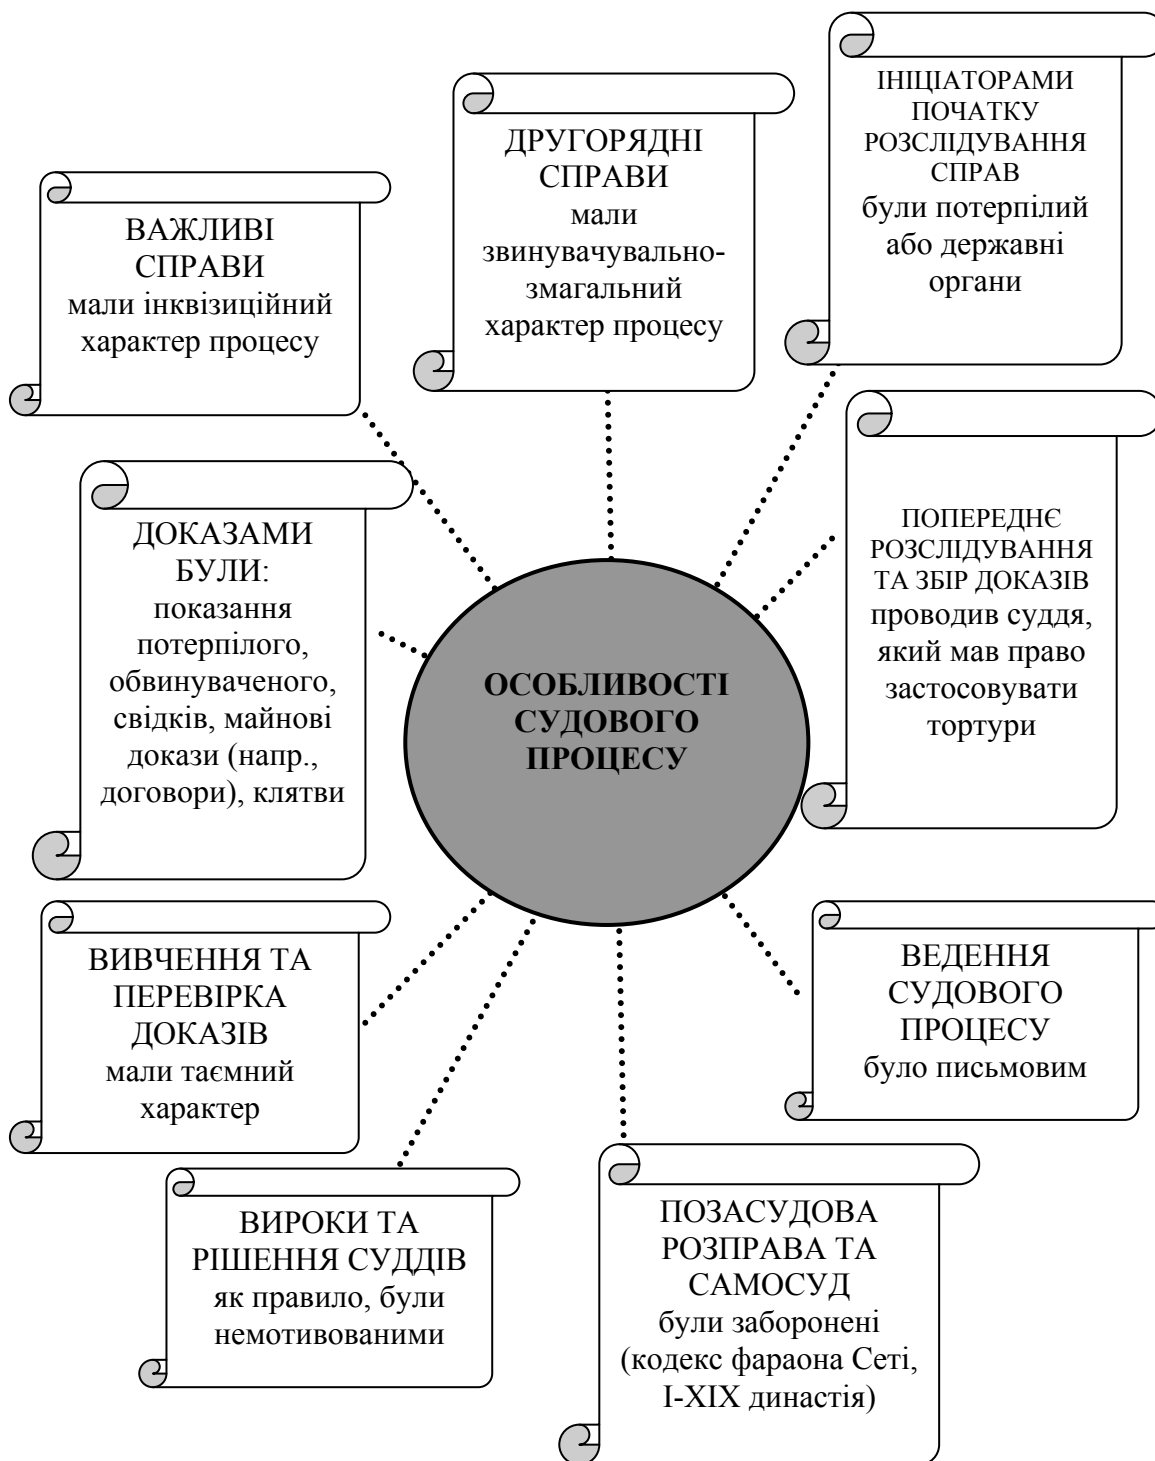 ВАЖЛИВІ
СПРАВИ
мали інквізиційний
характер процесу
ДРУГОРЯДНІ
СПРАВИ
мали
звинувачувально-
змагальний
характер процесу
ІНІЦІАТОРАМИ
ПОЧАТКУ
РОЗСЛІДУВАННЯ
СПРАВ
були потерпілий
або державні
органи
ДОКАЗАМИ
БУЛИ:
показання
потерпілого,
обвинуваченого,
свідків, майнові
докази (напр.,
договори), клятви
ОСОБЛИВОСТІ
СУДОВОГО
ПРОЦЕСУ
ПОПЕРЕДНЄ
РОЗСЛІДУВАННЯ
ТА ЗБІР ДОКАЗІВ
проводив суддя,
який мав право
застосовувати
тортури
ВИВЧЕННЯ ТА
ПЕРЕВІРКА
ДОКАЗІВ
мали таємний
характер
ВЕДЕННЯ
СУДОВОГО
ПРОЦЕСУ
було письмовим
ВИРОКИ ТА
РІШЕННЯ СУДДІВ
як правило, були
немотивованими
ПОЗАСУДОВА
РОЗПРАВА ТА
САМОСУД
були заборонені
(кодекс фараона Сеті,
І-ХІХ династія)